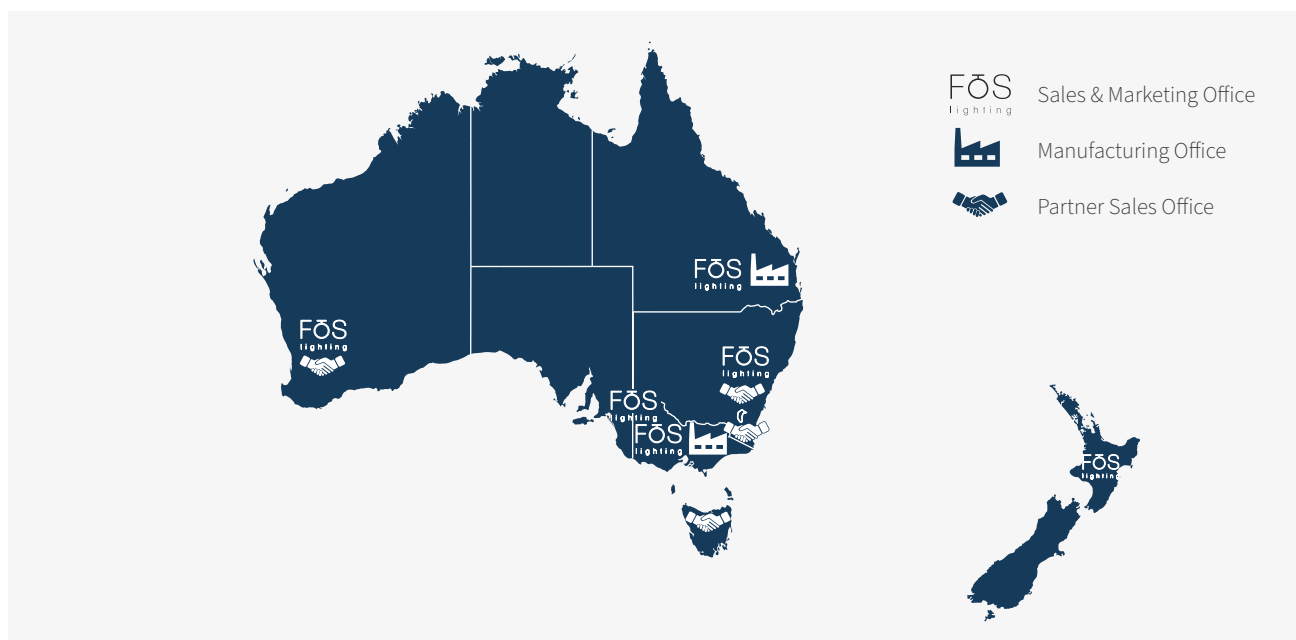 FŌS
lighting
Sales & Marketing Office
Manufacturing Office
Partner Sales Office
FŌS
lighting
FŌS
lighting
FŌS
lighting
FŌS
lighting
FŌS
lighting
FŌS
lighting